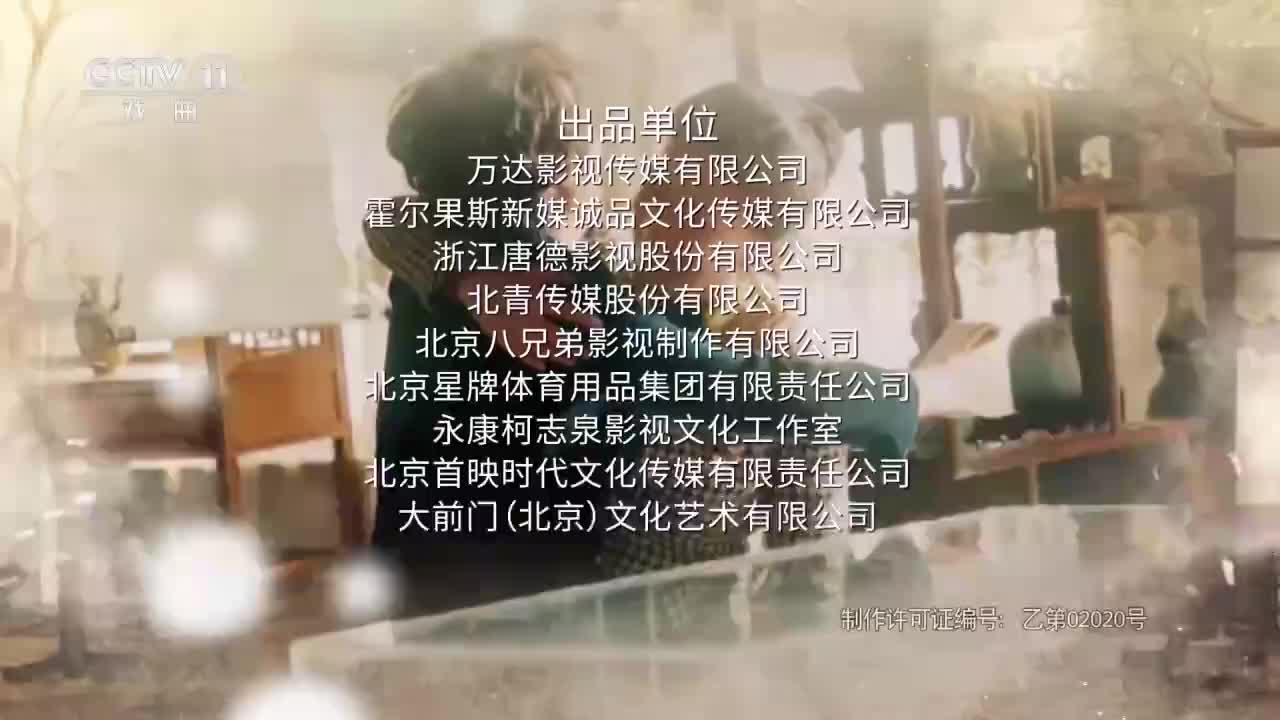 CCTV 11
戏曲
出品单位
万达影视传媒有限公司
霍尔果斯新媒诚品文化传媒有限公司
浙江唐德影视股份有限公司
北青传媒股份有限公司
北京八兄弟影视制作有限公司
北京星牌体育用品集团有限责任公司
永康柯志泉影视文化工作室
北京首映时代文化传媒有限责任公司
大前门(北京)文化艺术有限公司
制作许可证编号: 乙第02020号